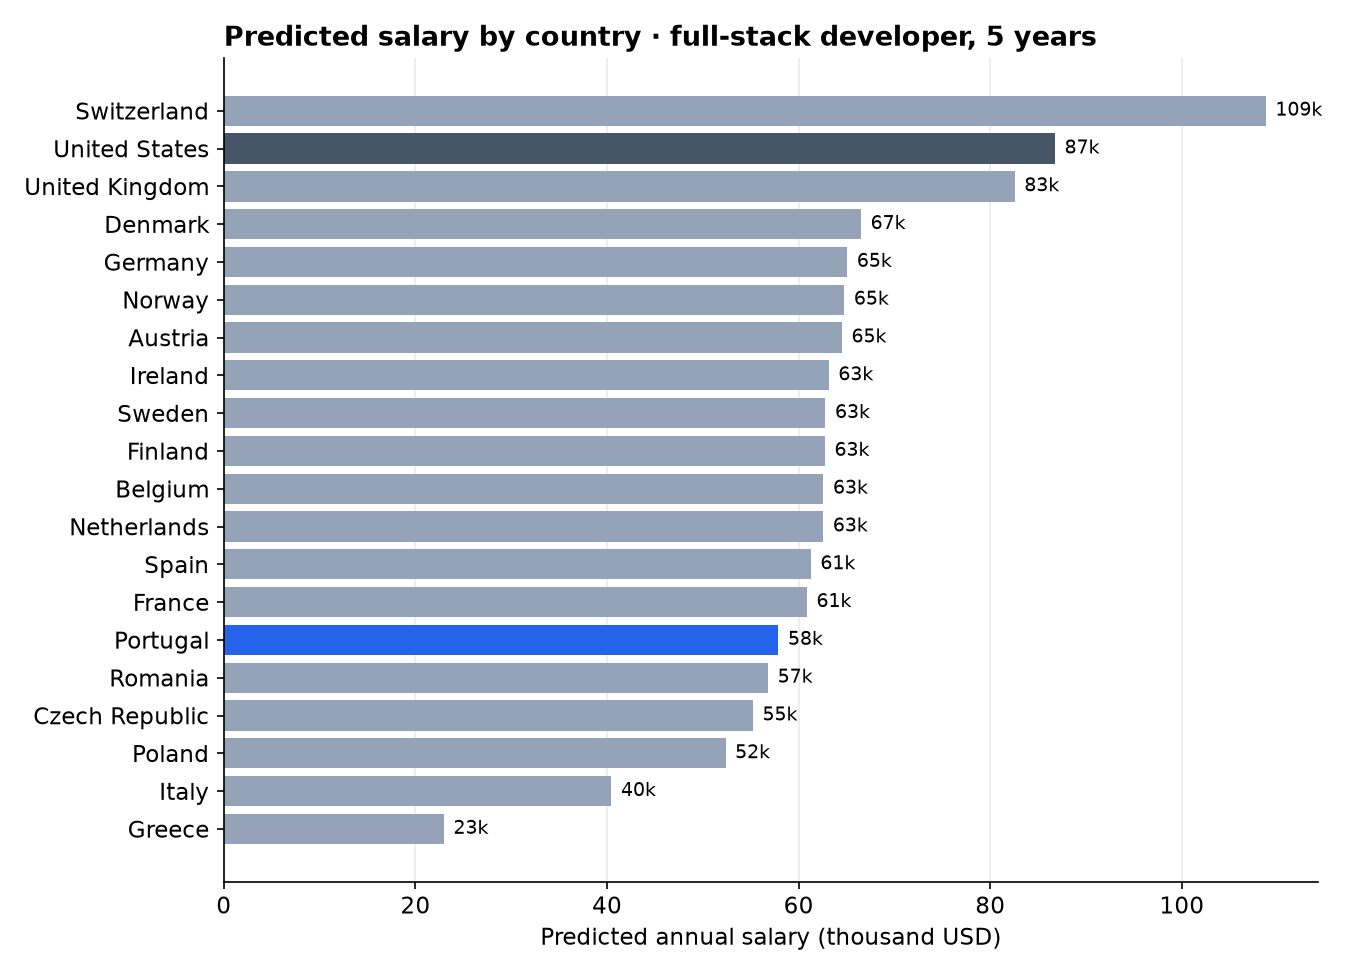 Predicted salary by country · full-stack developer, 5 years
Switzerland 109k
United States 87k
United Kingdom 83k
Denmark 67k
Germany 65k
Norway 65k
Austria 65k
Ireland 63k
Sweden 63k
Finland 63k
Belgium 63k
Netherlands 63k
Spain 61k
France 61k
Portugal 58k
Romania 57k
Czech Republic 55k
Poland 52k
Italy 40k
Greece 23k
0 20 40 60 80 100
Predicted annual salary (thousand USD)